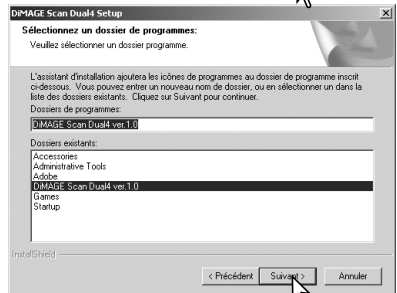 DiMAGE Scan Dual4 Setup
Sélectionnez un dossier de programmes:
Veuillez sélectionner un dossier programme.
L'assistant d'installation ajoutera les icônes de programmes au dossier de programme inscrit
ci-dessous. Vous pouvez entrer un nouveau nom de dossier, ou en sélectionner un dans la
liste des dossiers existants. Cliquez sur Suivant pour continuer.
Dossiers de programmes:
DiMAGE Scan Dual4 ver.1.0
Dossiers existants:
Accessories
Administrative Tools
Adobe
DiMAGE Scan Dual4 ver.1.0
Games
Startup
InstallShield
< Précédent Suivant > Annuler